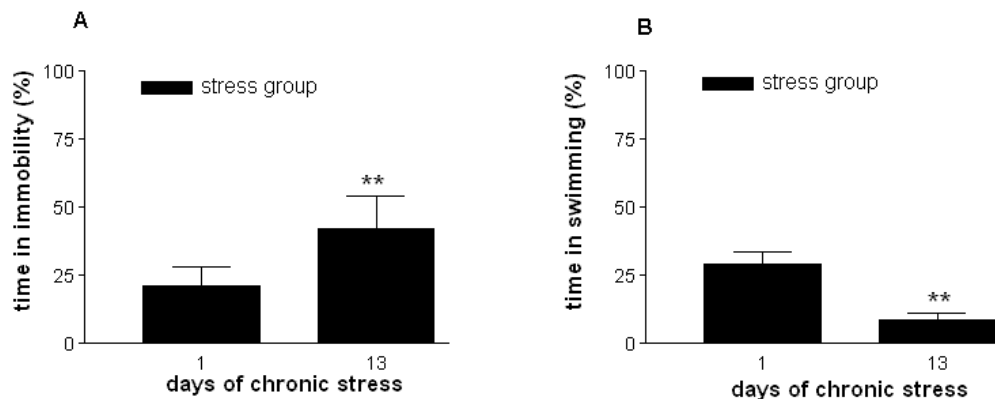 A
time in immobility (%)
100
75
50
25
0
stress group
**
1
13
days of chronic stress
B
time in swimming (%)
100
75
50
25
0
stress group
**
1
13
days of chronic stress